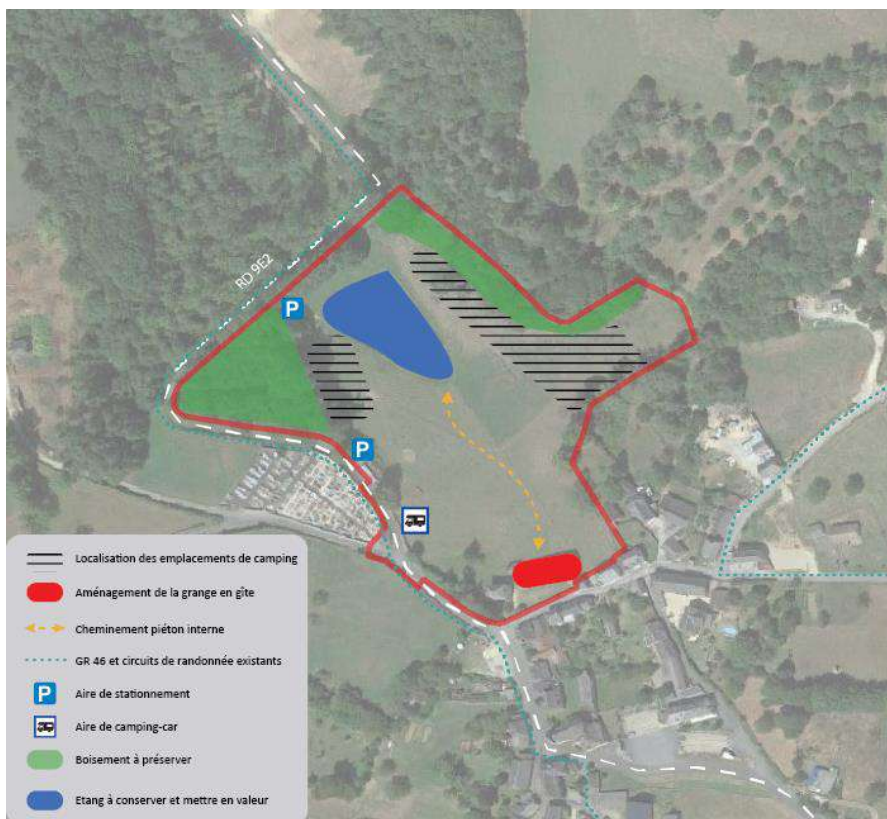 RD 9E2
P
P
Localisation des emplacements de camping
Aménagement de la grange en gîte
Cheminement piéton interne
GR 46 et circuits de randonnée existants
P
Aire de stationnement
Aire de camping-car
Boisement à préserver
Etang à conserver et mettre en valeur